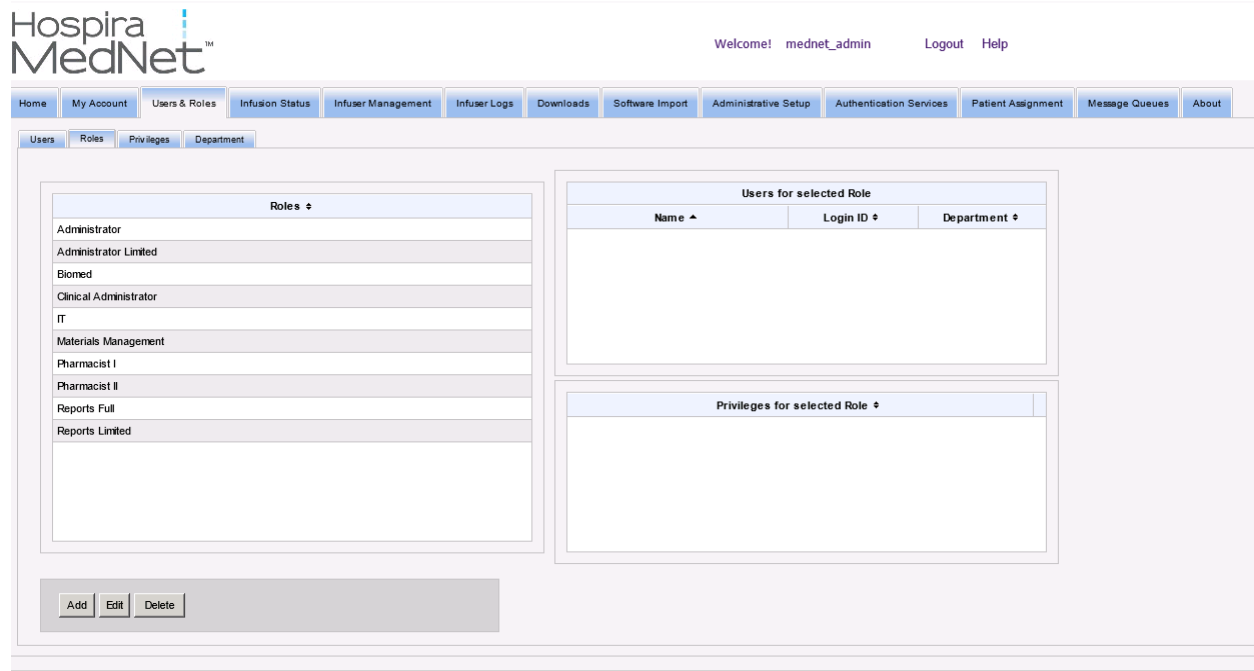 Hospira
MedNet™
Welcome! mednet_admin Logout Help
Home My Account Users & Roles Infusion Status Infuser Management Infuser Logs Downloads Software Import Administrative Setup Authentication Services Patient Assignment Message Queues About
Users Roles Privileges Department
Roles
Administrator
Administrator Limited
Biomed
Clinical Administrator
IT
Materials Management
Pharmacist I
Pharmacist II
Reports Full
Reports Limited
Users for selected Role
Name Login ID Department
Privileges for selected Role
Add Edit Delete